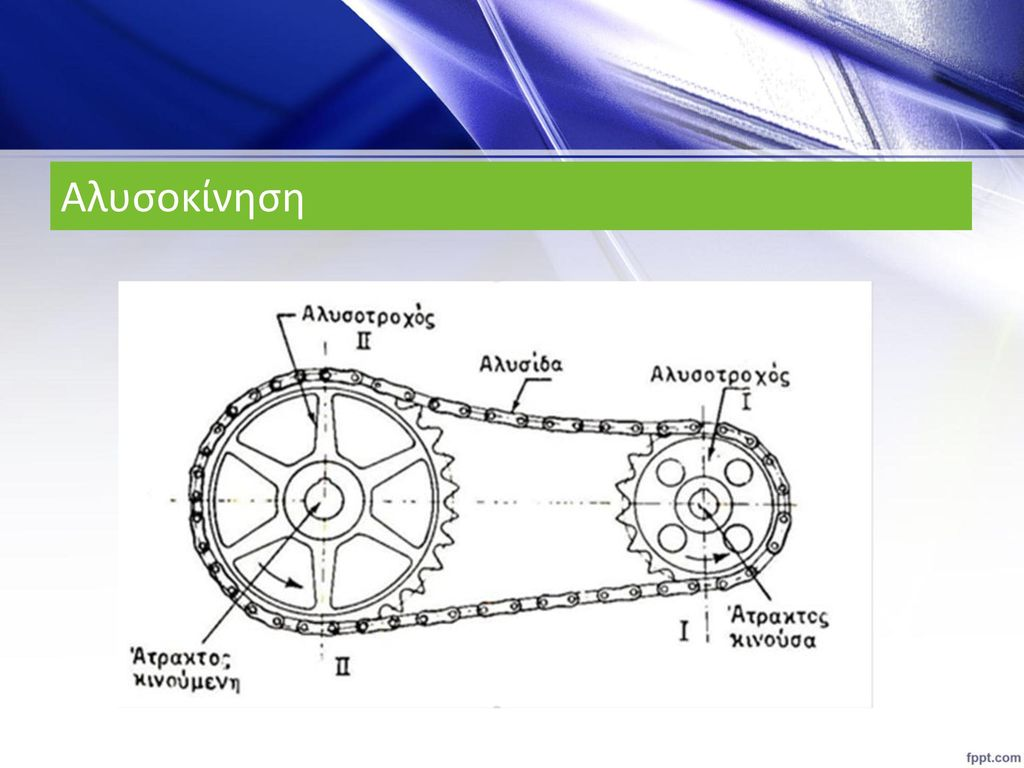 Αλυσοκίνηση
Αλυσοτροχός
II
Αλυσίδα
Αλυσοτροχός
I
Άτρακτος
κινούσα
I
Άτρακτος
κινούμενη
II
fppt.com